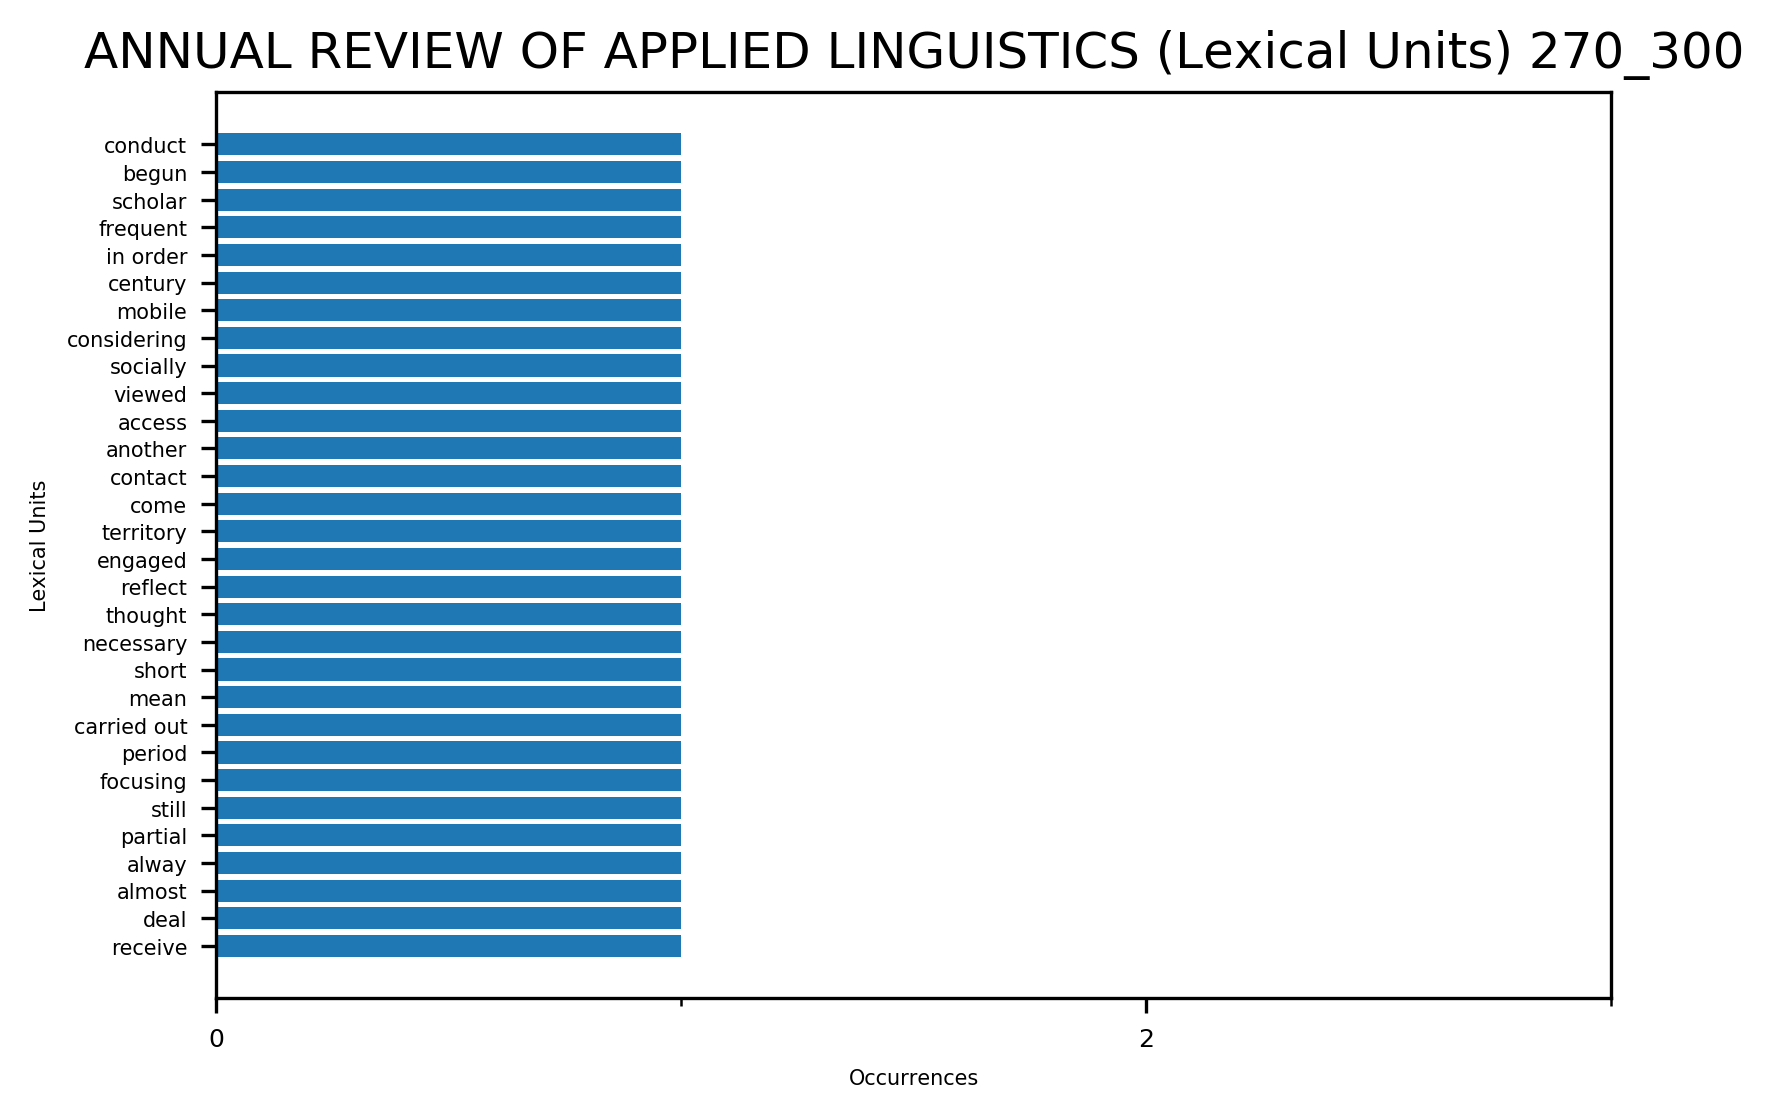 ANNUAL REVIEW OF APPLIED LINGUISTICS (Lexical Units) 270_300
conduct
begun
scholar
frequent
in order
century
mobile
considering
socially
viewed
access
another
contact
come
territory
engaged
reflect
thought
necessary
short
mean
carried out
period
focusing
still
partial
alway
almost
deal
receive
Lexical Units
0
2
Occurrences